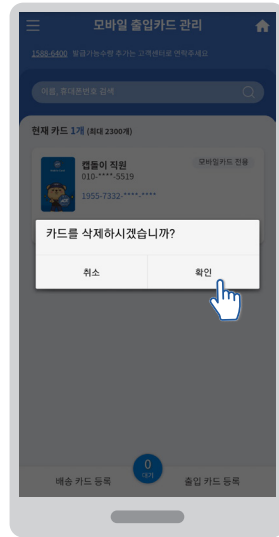 모바일 출입카드 관리
1588-6400 발급가능수량 추가는 고객센터로 연락주세요
이름, 휴대폰번호 검색
현재 카드 1개 (최대 2300개)
캡돌이 직원
모바일카드 전용
010-****-5519
1955-7332-****-****
카드를 삭제하시겠습니까?
취소 확인
0
대기
배송 카드 등록
출입 카드 등록